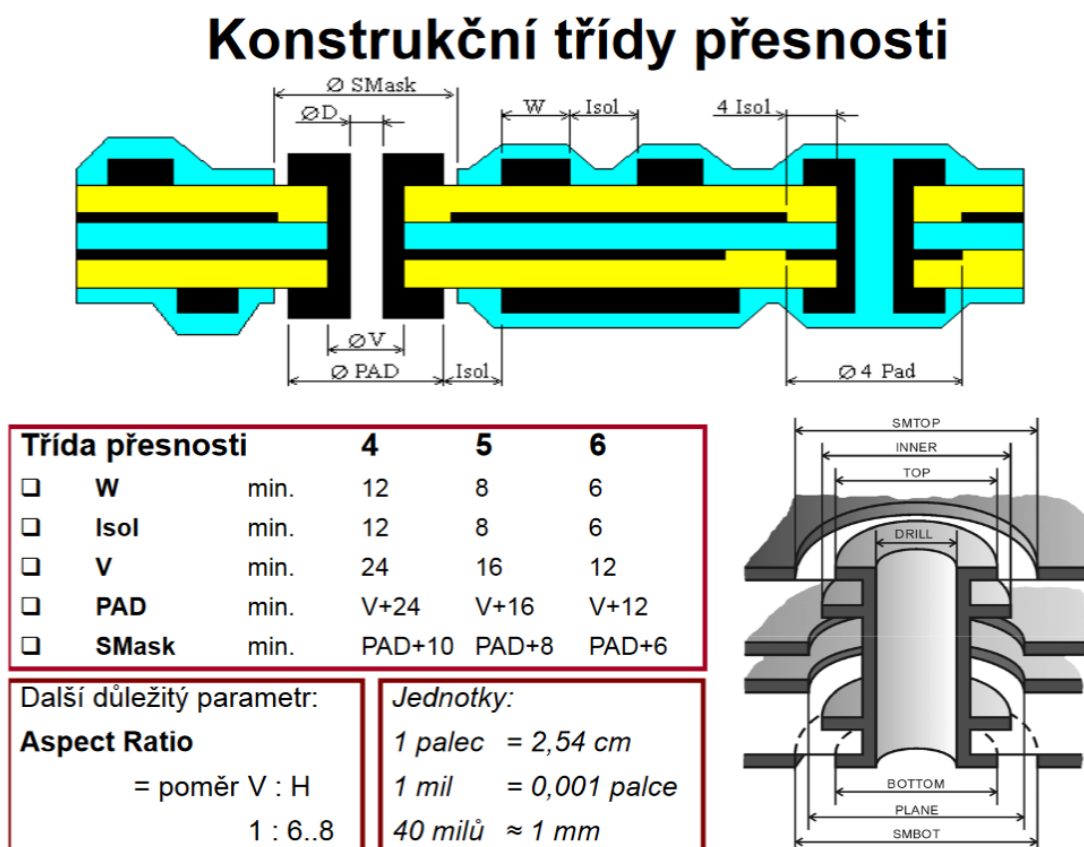 Konstrukční třídy přesnosti
Ø SMask
ØD
W
Isol
4 Isol
ØV
Ø PAD
Isol
Ø 4 Pad
Třída přesnosti 4 5 6
❑ W min. 12 8 6
❑ Isol min. 12 8 6
❑ V min. 24 16 12
❑ PAD min. V+24 V+16 V+12
❑ SMask min. PAD+10 PAD+8 PAD+6
Další důležitý parametr:
Aspect Ratio
= poměr V : H
1 : 6..8
Jednotky:
1 palec = 2,54 cm
1 mil = 0,001 palce
40 milů ≈ 1 mm
SMTOP
INNER
TOP
DRILL
BOTTOM
PLANE
SMBOT